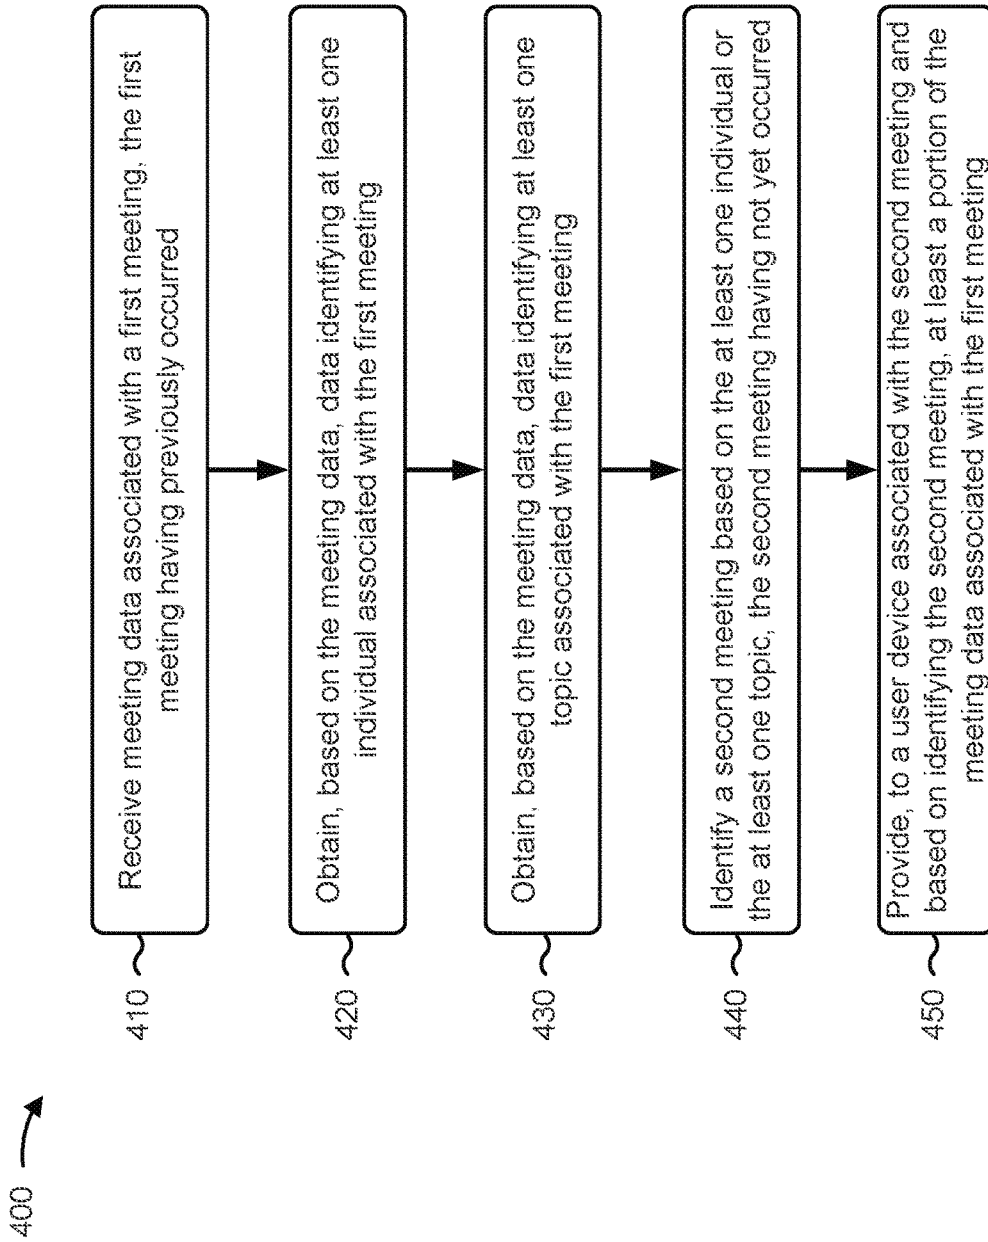 400
410
Receive meeting data associated with a first meeting, the first
meeting having previously occurred
420
Obtain, based on the meeting data, data identifying at least one
individual associated with the first meeting
430
Obtain, based on the meeting data, data identifying at least one
topic associated with the first meeting
440
Identify a second meeting based on the at least one individual or
the at least one topic, the second meeting having not yet occurred
450
Provide, to a user device associated with the second meeting and
based on identifying the second meeting, at least a portion of the
meeting data associated with the first meeting